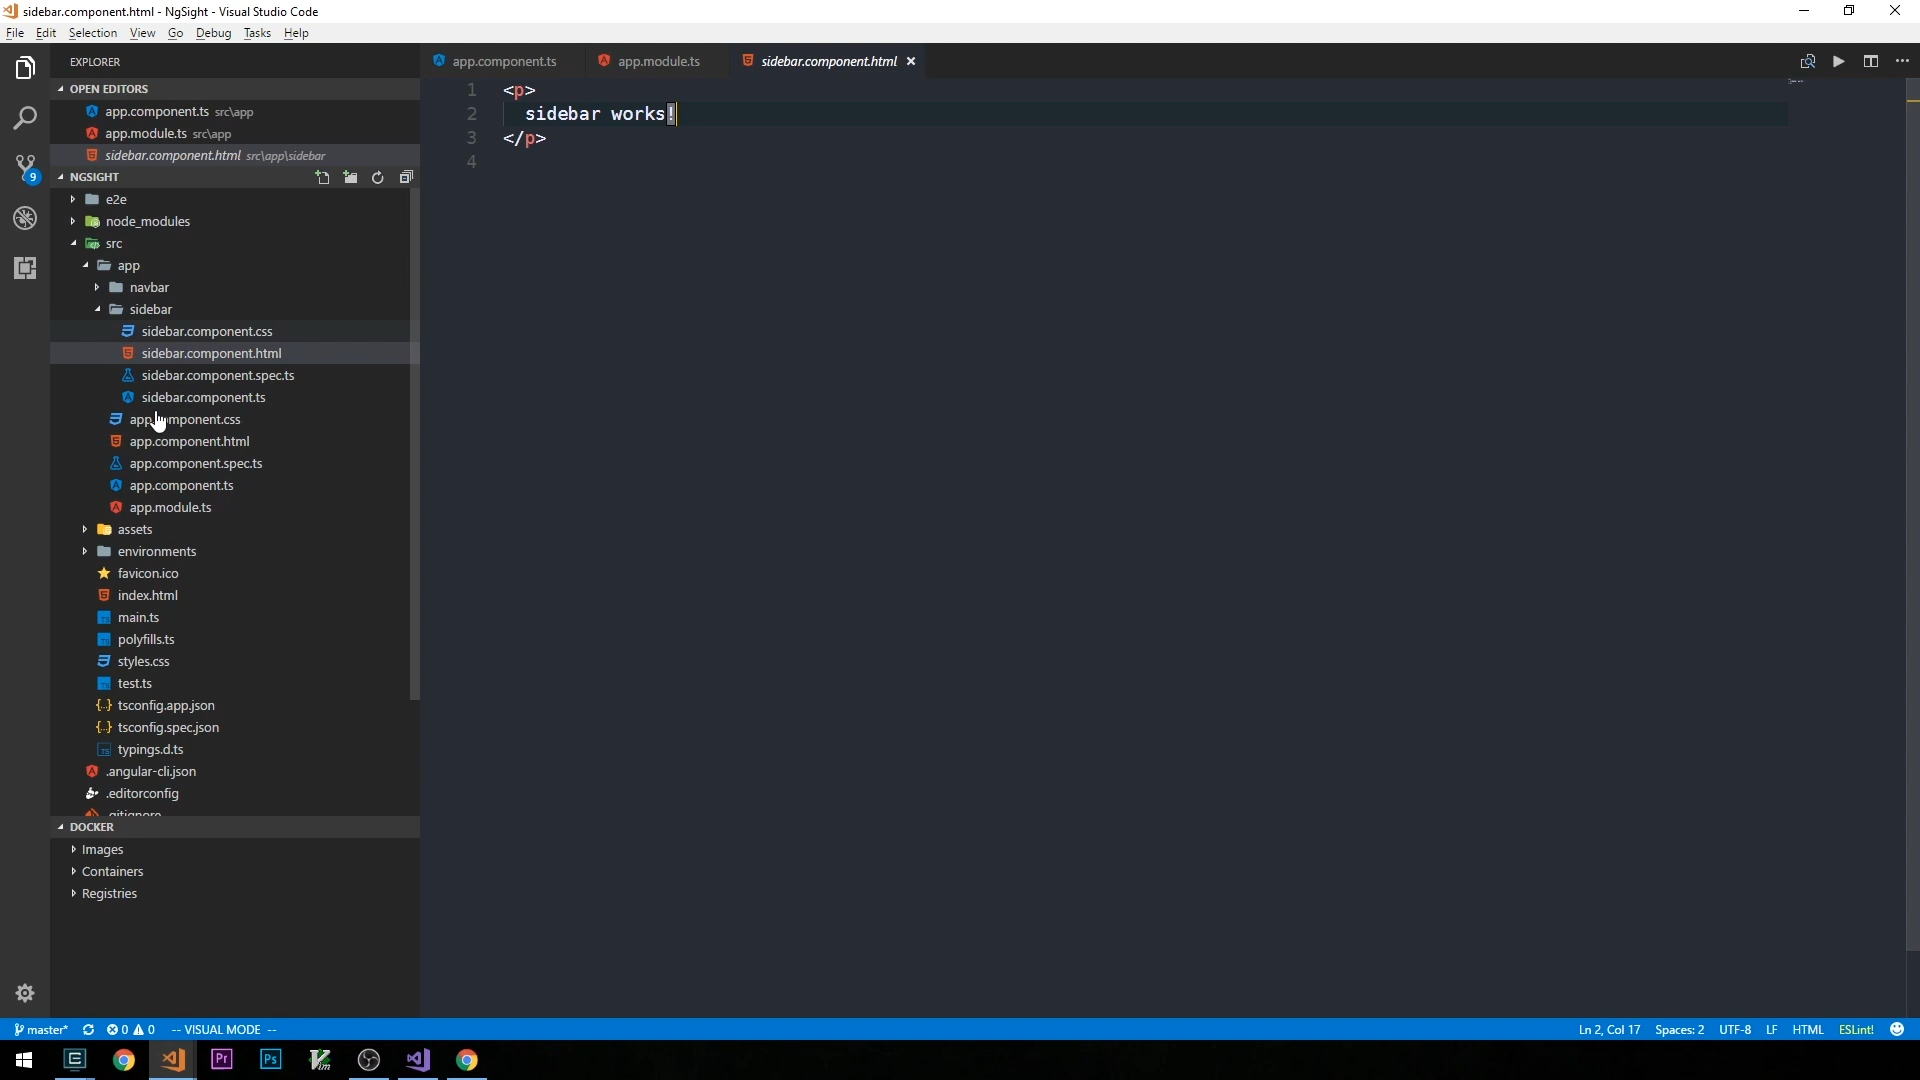 sidebar.component.html - NgSight - Visual Studio Code
File Edit Selection View Go Debug Tasks Help
EXPLORER
OPEN EDITORS
app.component.ts src\app
app.module.ts src\app
sidebar.component.html src\app\sidebar
NGSIGHT
e2e
node_modules
src
app
navbar
sidebar
sidebar.component.css
sidebar.component.html
sidebar.component.spec.ts
sidebar.component.ts
app.component.css
app.component.html
app.component.spec.ts
app.component.ts
app.module.ts
assets
environments
favicon.ico
index.html
main.ts
polyfills.ts
styles.css
test.ts
tsconfig.app.json
tsconfig.spec.json
typings.d.ts
.angular-cli.json
.editorconfig
.gitignore
DOCKER
Images
Containers
Registries
9
app.component.ts app.module.ts sidebar.component.html
1 <p>
2 sidebar works!
3 </p>
4
master* 0 0 -- VISUAL MODE -- Ln 2, Col 17 Spaces: 2 UTF-8 LF HTML ESLint!
Pr Ps Vim